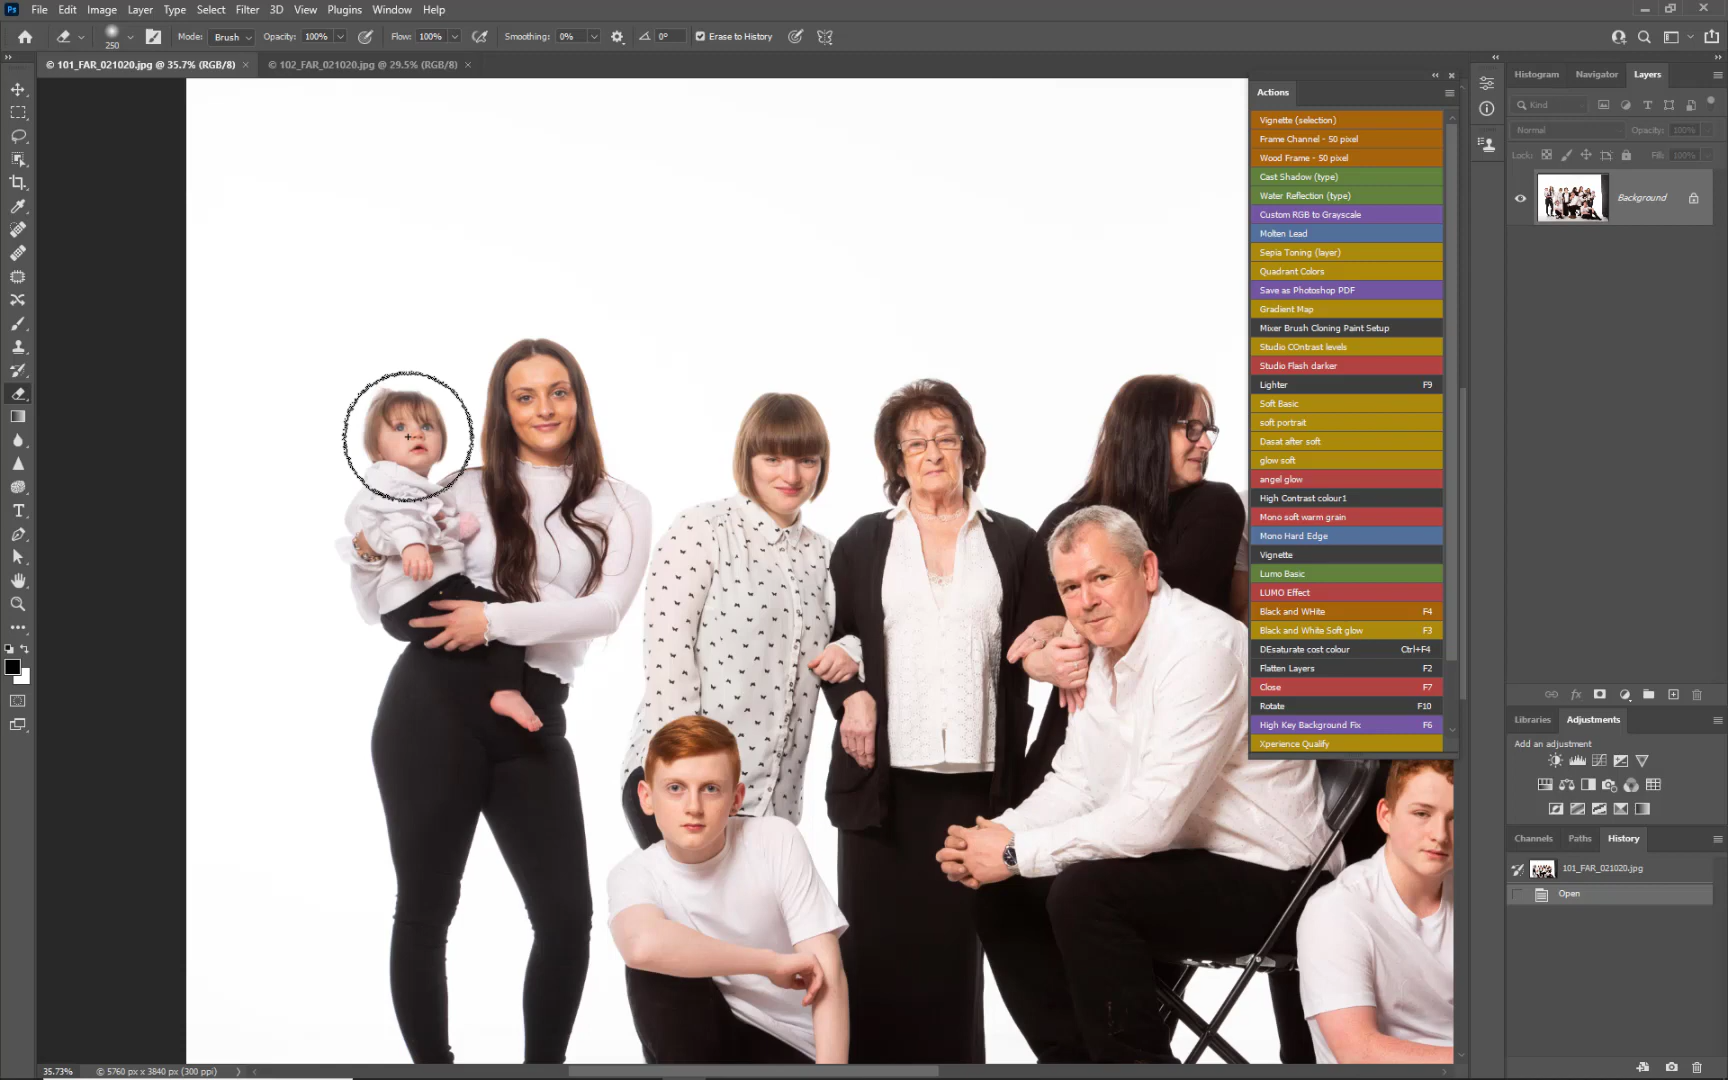 Ps File Edit Image Layer Type Select Filter 3D View Plugins Window Help
250 Mode: Brush Opacity: 100% Flow: 100% Smoothing: 0% 0° Erase to History
© 101_FAR_021020.jpg @ 35.7% (RGB/8) × © 102_FAR_021020.jpg @ 29.5% (RGB/8) ×
Actions
Vignette (selection)
Frame Channel - 50 pixel
Wood Frame - 50 pixel
Cast Shadow (type)
Water Reflection (type)
Custom RGB to Grayscale
Molten Lead
Sepia Toning (layer)
Quadrant Colors
Save as Photoshop PDF
Gradient Map
Mixer Brush Cloning Paint Setup
Studio COntrast levels
Studio Flash darker
Lighter F9
Soft Basic
soft portrait
Dasat after soft
glow soft
angel glow
High Contrast colour1
Mono soft warm grain
Mono Hard Edge
Vignette
Lumo Basic
LUMO Effect
Black and WHite F4
Black and WHite Soft glow F3
DEsaturate cost colour Ctrl+F4
Flatten Layers F2
Close F7
Rotate F10
High Key Background Fix F6
Xperience Qualify
Histogram Navigator Layers
Kind
Normal Opacity: 100%
Lock: Fill: 100%
Background
fx
Libraries Adjustments
Add an adjustment
Channels Paths History
101_FAR_021020.jpg
Open
35.73% © 5760 px x 3840 px (300 ppi)